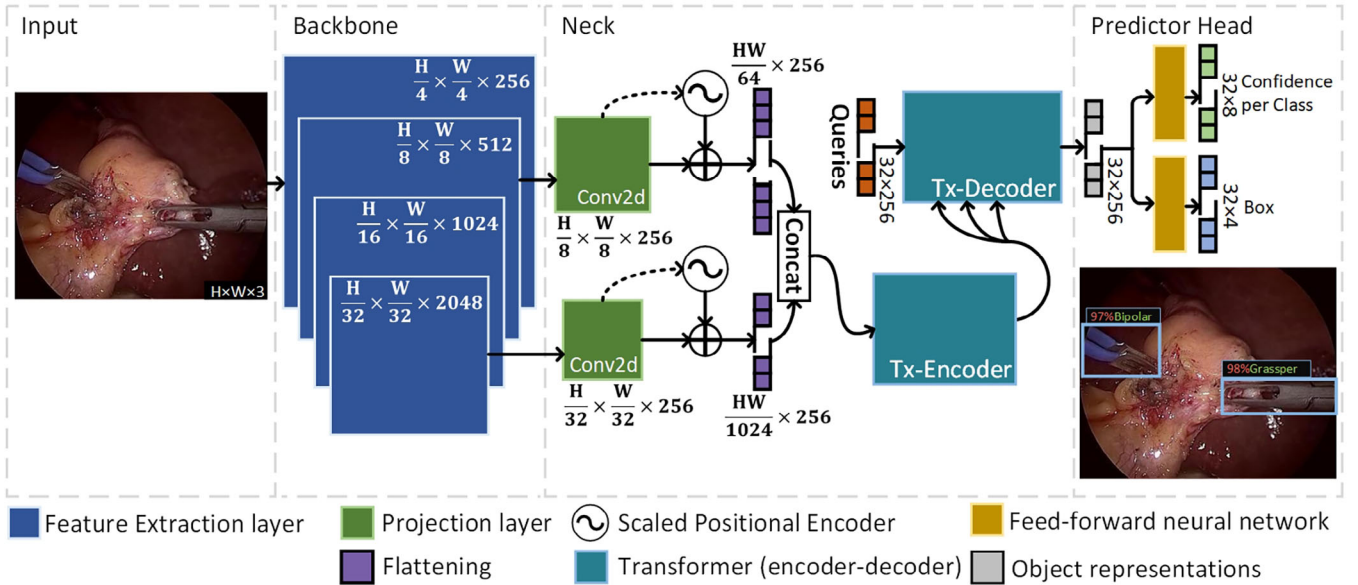 Input
Backbone
Neck
Predictor Head
H×W×3
H/4 × W/4 × 256
H/8 × W/8 × 512
H/16 × W/16 × 1024
H/32 × W/32 × 2048
Conv2d
H/8 × W/8 × 256
Conv2d
H/32 × W/32 × 256
HW/64 × 256
HW/1024 × 256
Concat
Queries
32×256
Tx-Decoder
Tx-Encoder
32×256
32×8
Confidence
per Class
32×4
Box
97%Bipolar
98%Grassper
Feature Extraction layer
Projection layer
Scaled Positional Encoder
Feed-forward neural network
Flattening
Transformer (encoder-decoder)
Object representations